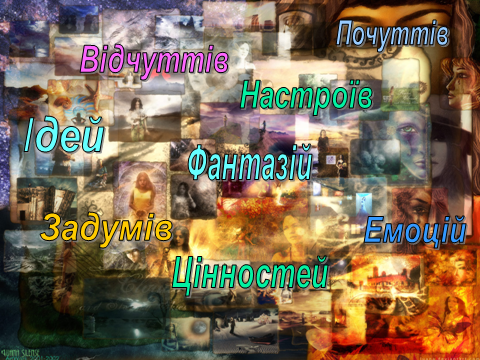 Почуттів
Відчуттів
Настроїв
Ідей
Фантазій
Задумів
Емоцій
Цінностей